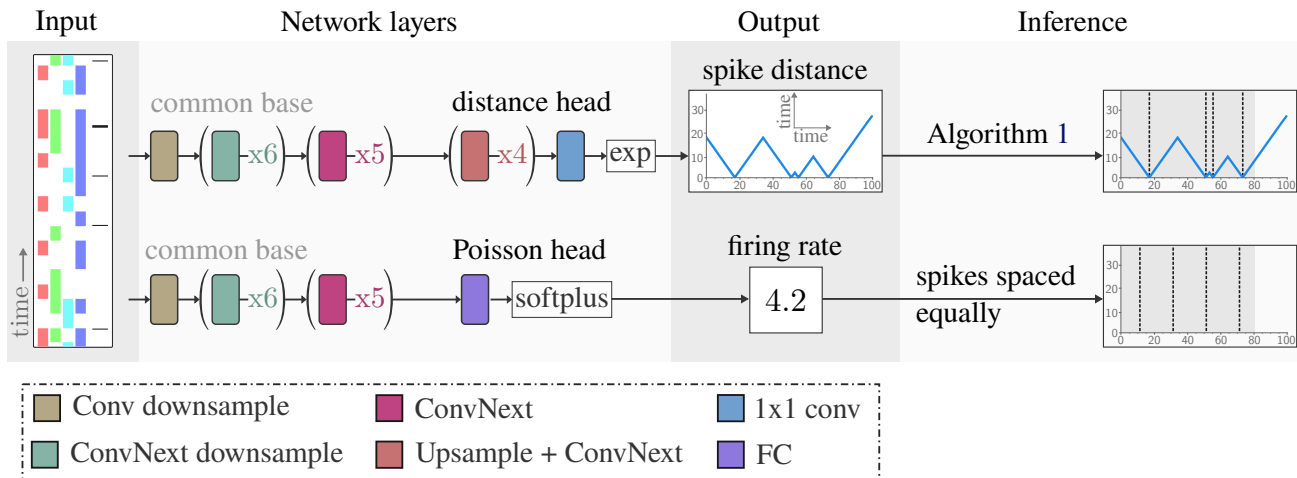 Input
Network layers
Output
Inference
common base
distance head
spike distance
x6
x5
x4
exp
time
time
30
20
10
0
0 20 40 60 80 100
Algorithm 1
30
20
10
0
0 20 40 60 80 100
time
common base
Poisson head
firing rate
x6
x5
softplus
4.2
spikes spaced
equally
30
20
10
0
0 20 40 60 80 100
Conv downsample
ConvNext
1x1 conv
ConvNext downsample
Upsample + ConvNext
FC